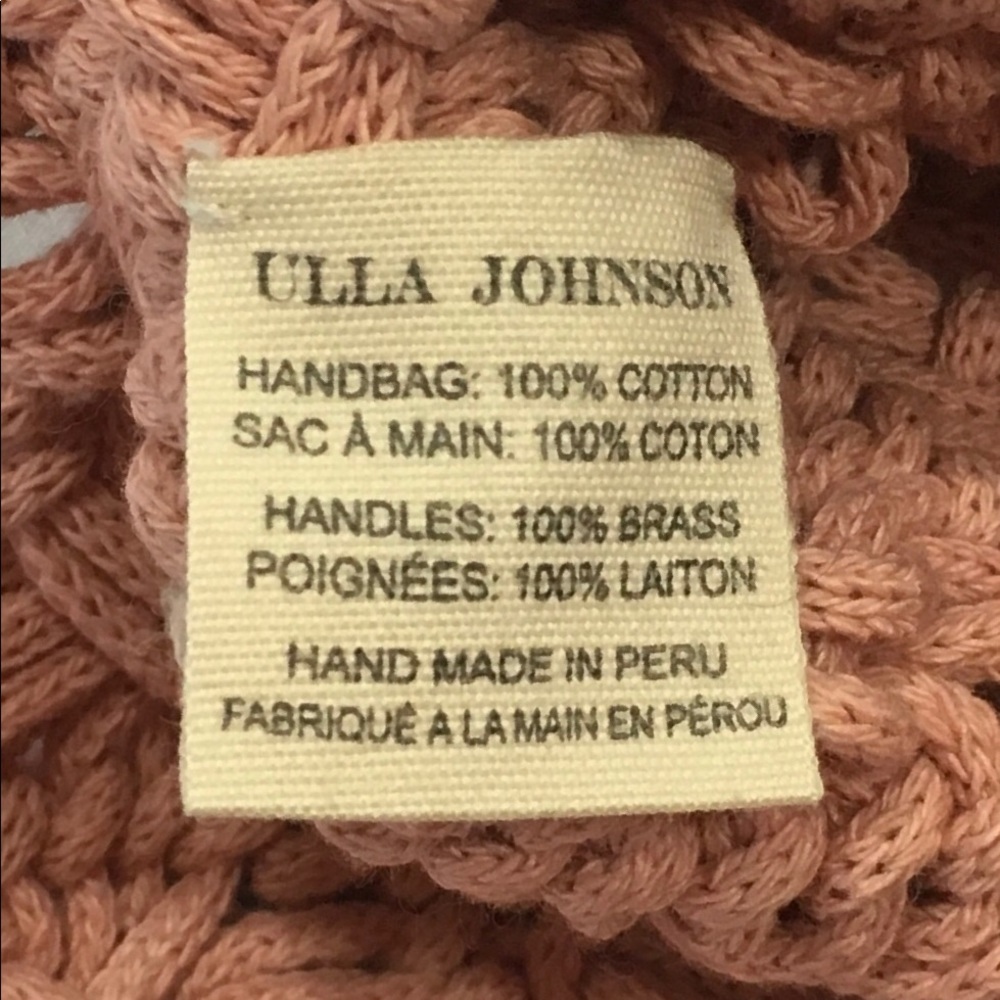 ULLA JOHNSON
HANDBAG: 100% COTTON
SAC À MAIN: 100% COTON
HANDLES: 100% BRASS
POIGNÉES: 100% LAITON
HAND MADE IN PERU
FABRIQUÉ A LA MAIN EN PÉROU